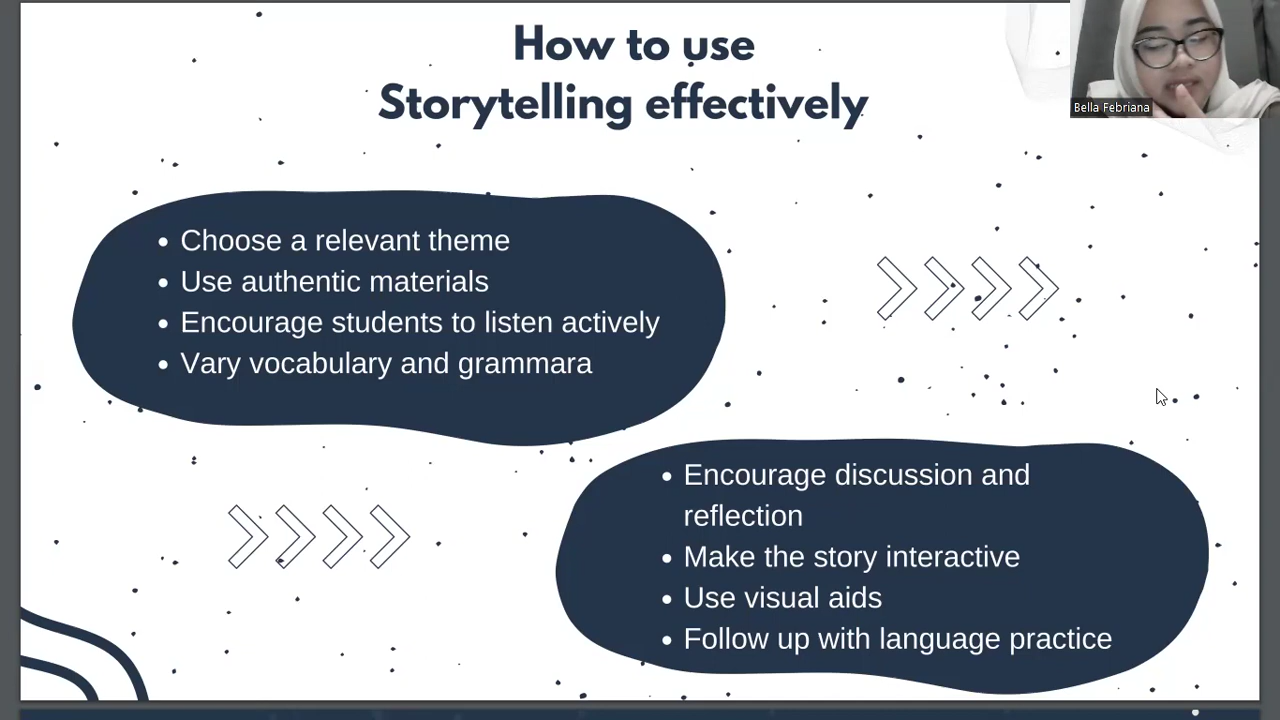 How to use
Storytelling effectively
Bella Febriana
• Choose a relevant theme
• Use authentic materials
• Encourage students to listen actively
• Vary vocabulary and grammara
• Encourage discussion and
reflection
• Make the story interactive
• Use visual aids
• Follow up with language practice